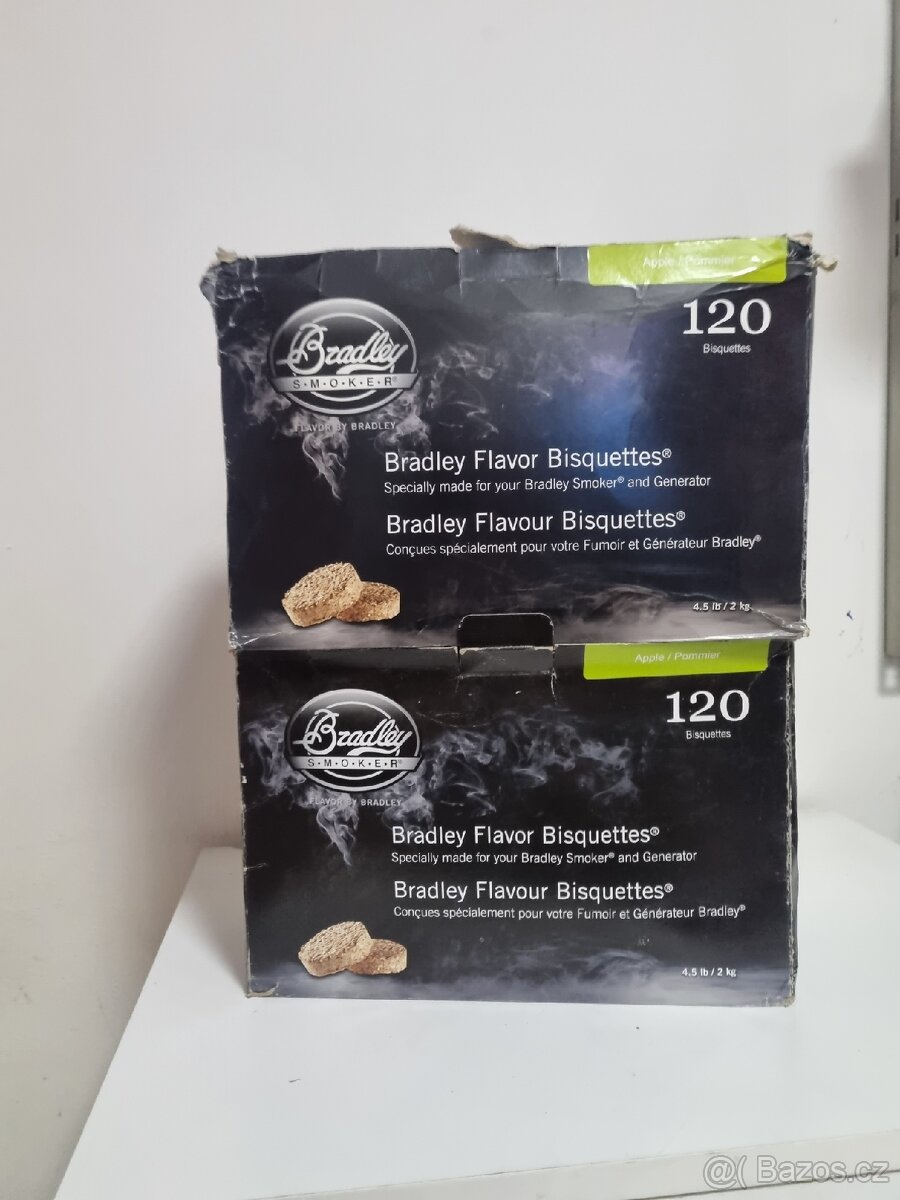 Apple / Pommier
120
Bisquettes
Bradley
S·M·O·K·E·R®
FLAVOR BY BRADLEY
Bradley Flavor Bisquettes®
Specially made for your Bradley Smoker® and Generator
Bradley Flavour Bisquettes®
Conçues spécialement pour votre Fumoir et Générateur Bradley®
4.5 lb / 2 kg
Apple / Pommier
120
Bisquettes
Bradley
S·M·O·K·E·R®
FLAVOR BY BRADLEY
Bradley Flavor Bisquettes®
Specially made for your Bradley Smoker® and Generator
Bradley Flavour Bisquettes®
Conçues spécialement pour votre Fumoir et Générateur Bradley®
4.5 lb / 2 kg
@( Bazos.cz